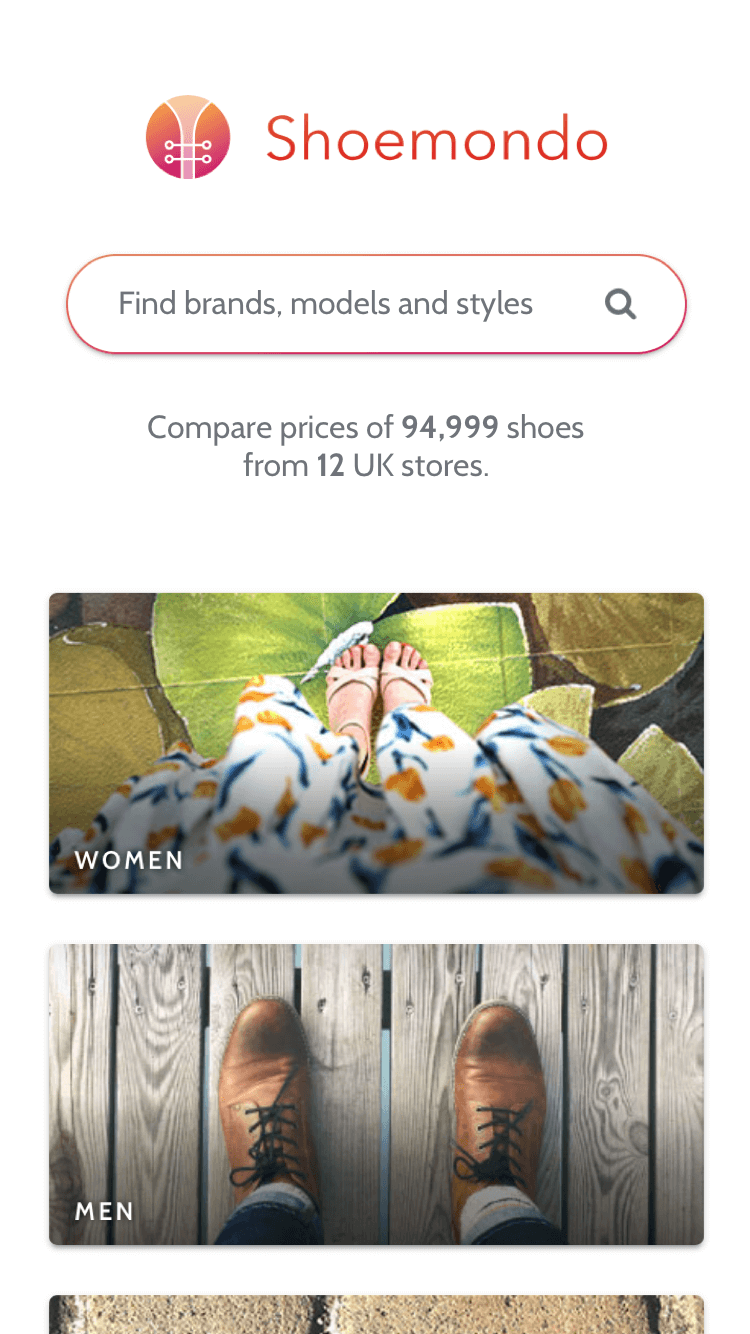 Shoemondo
Find brands, models and styles
Compare prices of 94,999 shoes
from 12 UK stores.
WOMEN
MEN